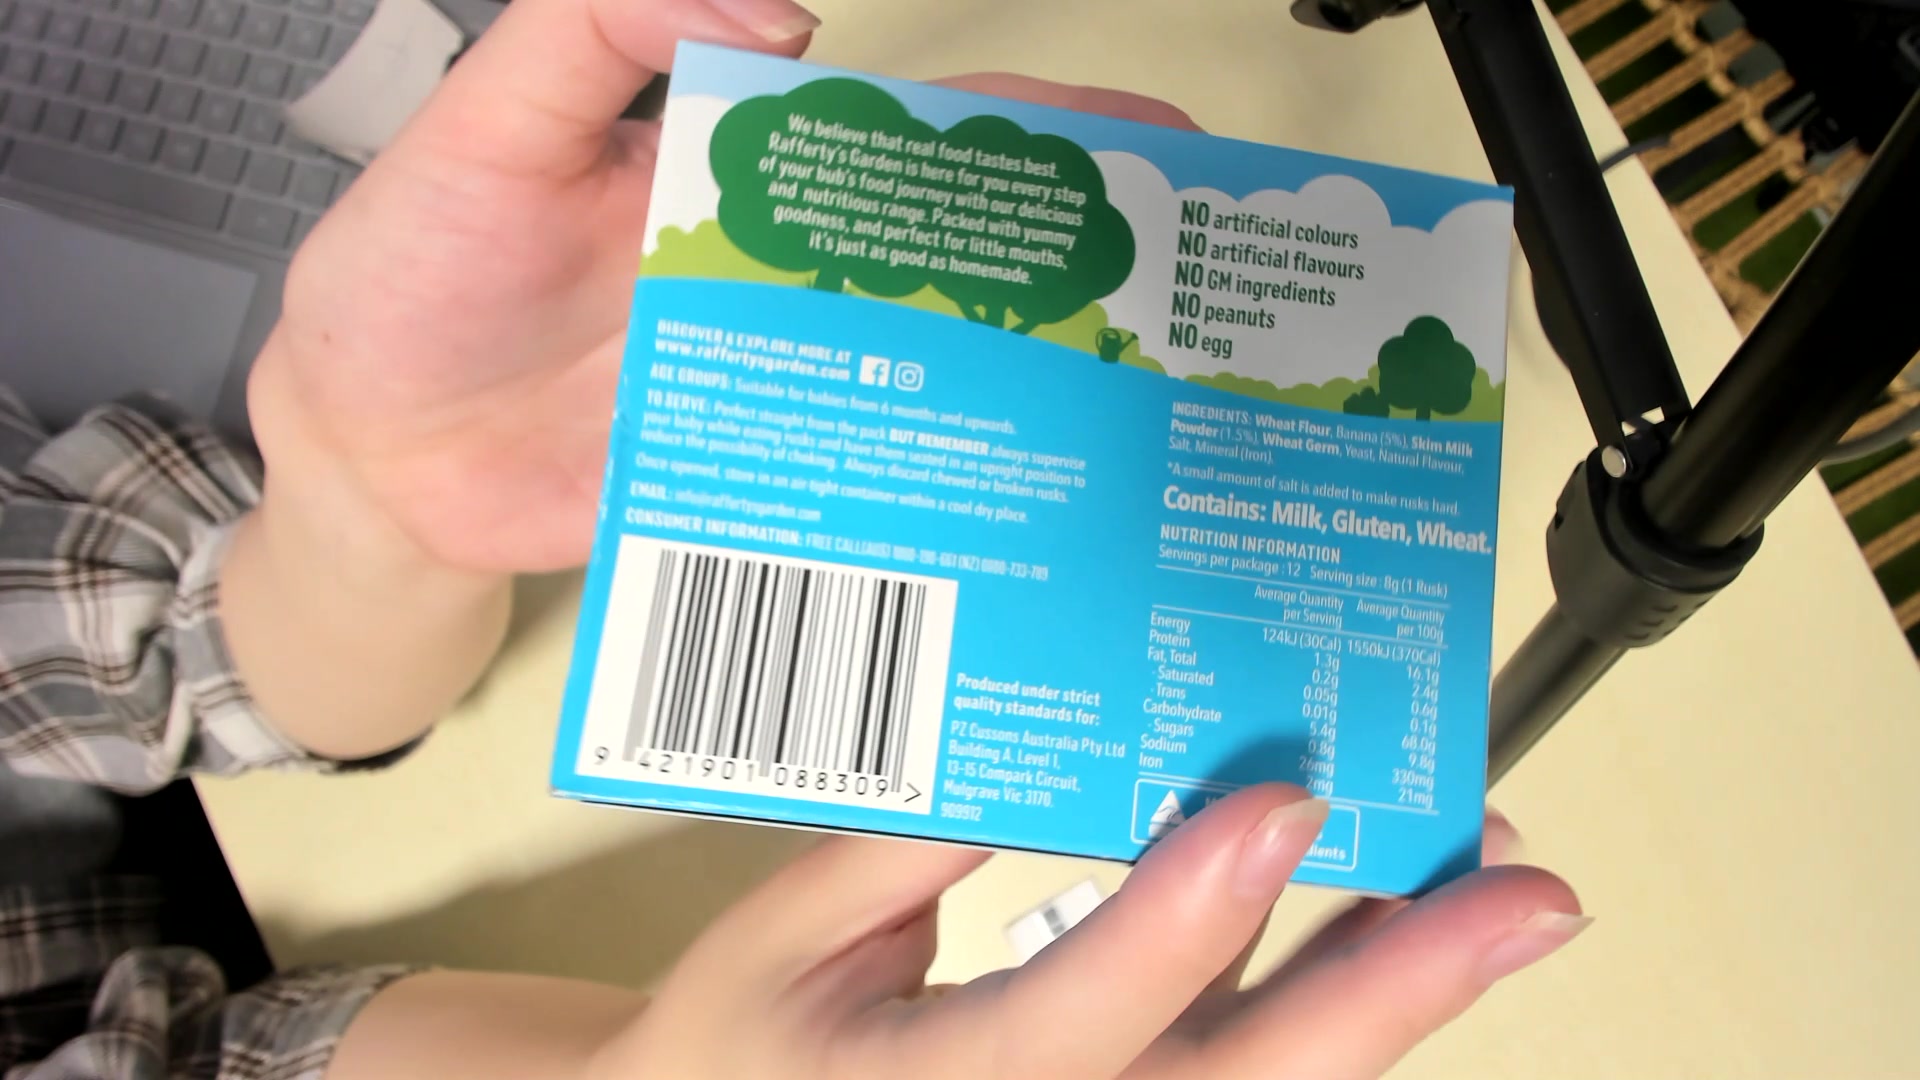 We believe that real food tastes best.
Rafferty's Garden is here for you every step
of your bub's food journey with our delicious
and nutritious range. Packed with yummy
goodness, and perfect for little mouths,
it's just as good as homemade.
NO artificial colours
NO artificial flavours
NO GM ingredients
NO peanuts
NO egg
DISCOVER & EXPLORE MORE AT
www.raffertysgarden.com
AGE GROUPS: Suitable for babies from 6 months and upwards.
TO SERVE: Perfect straight from the pack BUT REMEMBER always supervise
your baby while eating rusks and have them seated in an upright position to
reduce the possibility of choking. Always discard chewed or broken rusks.
Once opened, store in an air tight container within a cool dry place.
EMAIL: info@raffertysgarden.com
CONSUMER INFORMATION: FREE CALL(AUS) (NZ) 0800-733-789
9 421901 088309 >
Produced under strict
quality standards for:
PZ Cussons Australia Pty Ltd
Building A, Level 1,
13-15 Compark Circuit,
Mulgrave Vic 3170.
909912
INGREDIENTS: Wheat Flour, Banana (5%), Skim Milk
Powder (1.5%), Wheat Germ, Yeast, Natural Flavour,
Salt, Mineral (Iron).
*A small amount of salt is added to make rusks hard.
Contains: Milk, Gluten, Wheat.
NUTRITION INFORMATION
Servings per package : 12 Serving size : 8g (1 Rusk)
Average Quantity per Serving Average Quantity per 100g
Energy 124kJ (30Cal) 1550kJ (370Cal)
Protein 1.3g 16.1g
Fat, Total 0.2g 2.4g
- Saturated 0.05g 0.6g
- Trans 0.01g 0.1g
Carbohydrate 5.4g 68.0g
- Sugars 0.8g 9.8g
Sodium 26mg 330mg
Iron 2mg 21mg